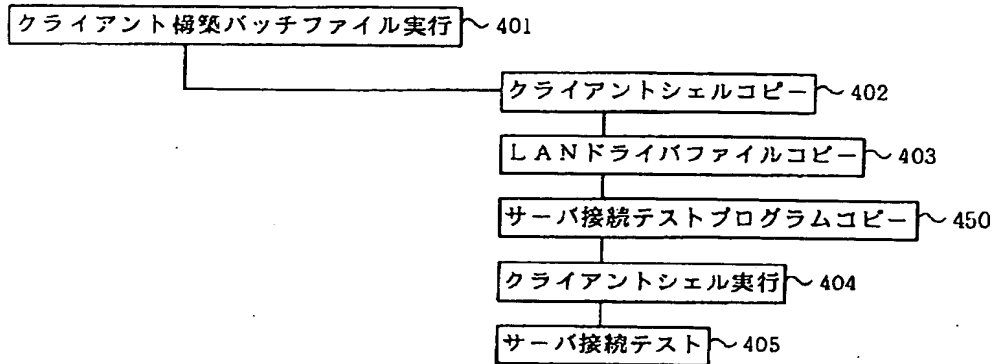 クライアント構築バッチファイル実行～401
クライアントシェルコピー～402
LANドライバファイルコピー～403
サーバ接続テストプログラムコピー～450
クライアントシェル実行～404
サーバ接続テスト～405